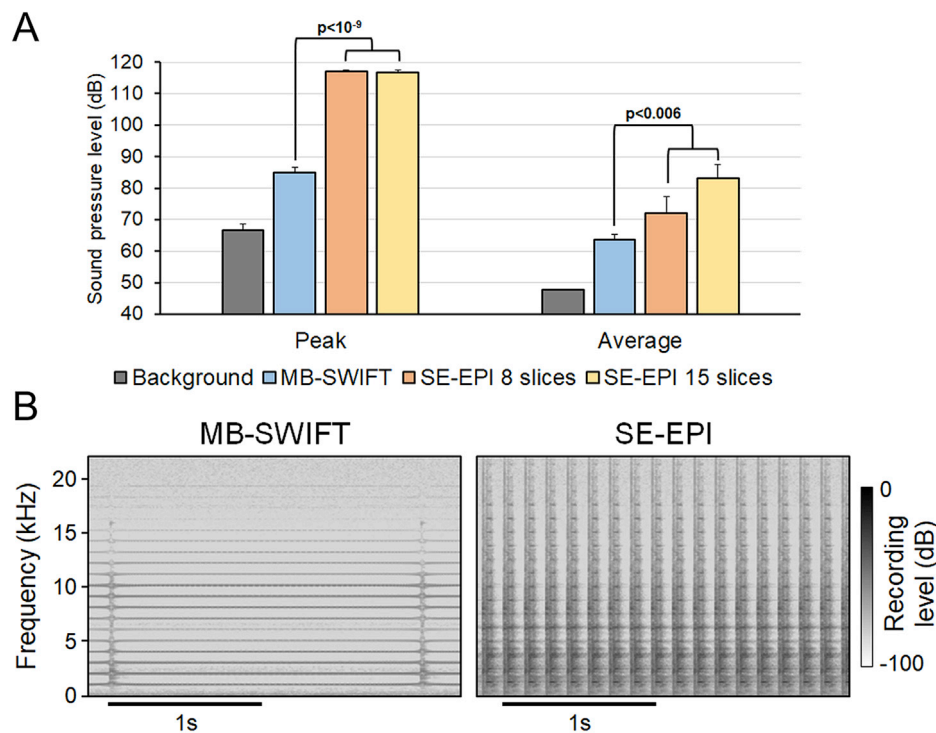 A
p<10-9
p<0.006
Sound pressure level (dB)
120
110
100
90
80
70
60
50
40
Peak
Average
Background
MB-SWIFT
SE-EPI 8 slices
SE-EPI 15 slices
B
MB-SWIFT
SE-EPI
Frequency (kHz)
20
15
10
5
0
1s
1s
0
-100
Recording
level (dB)